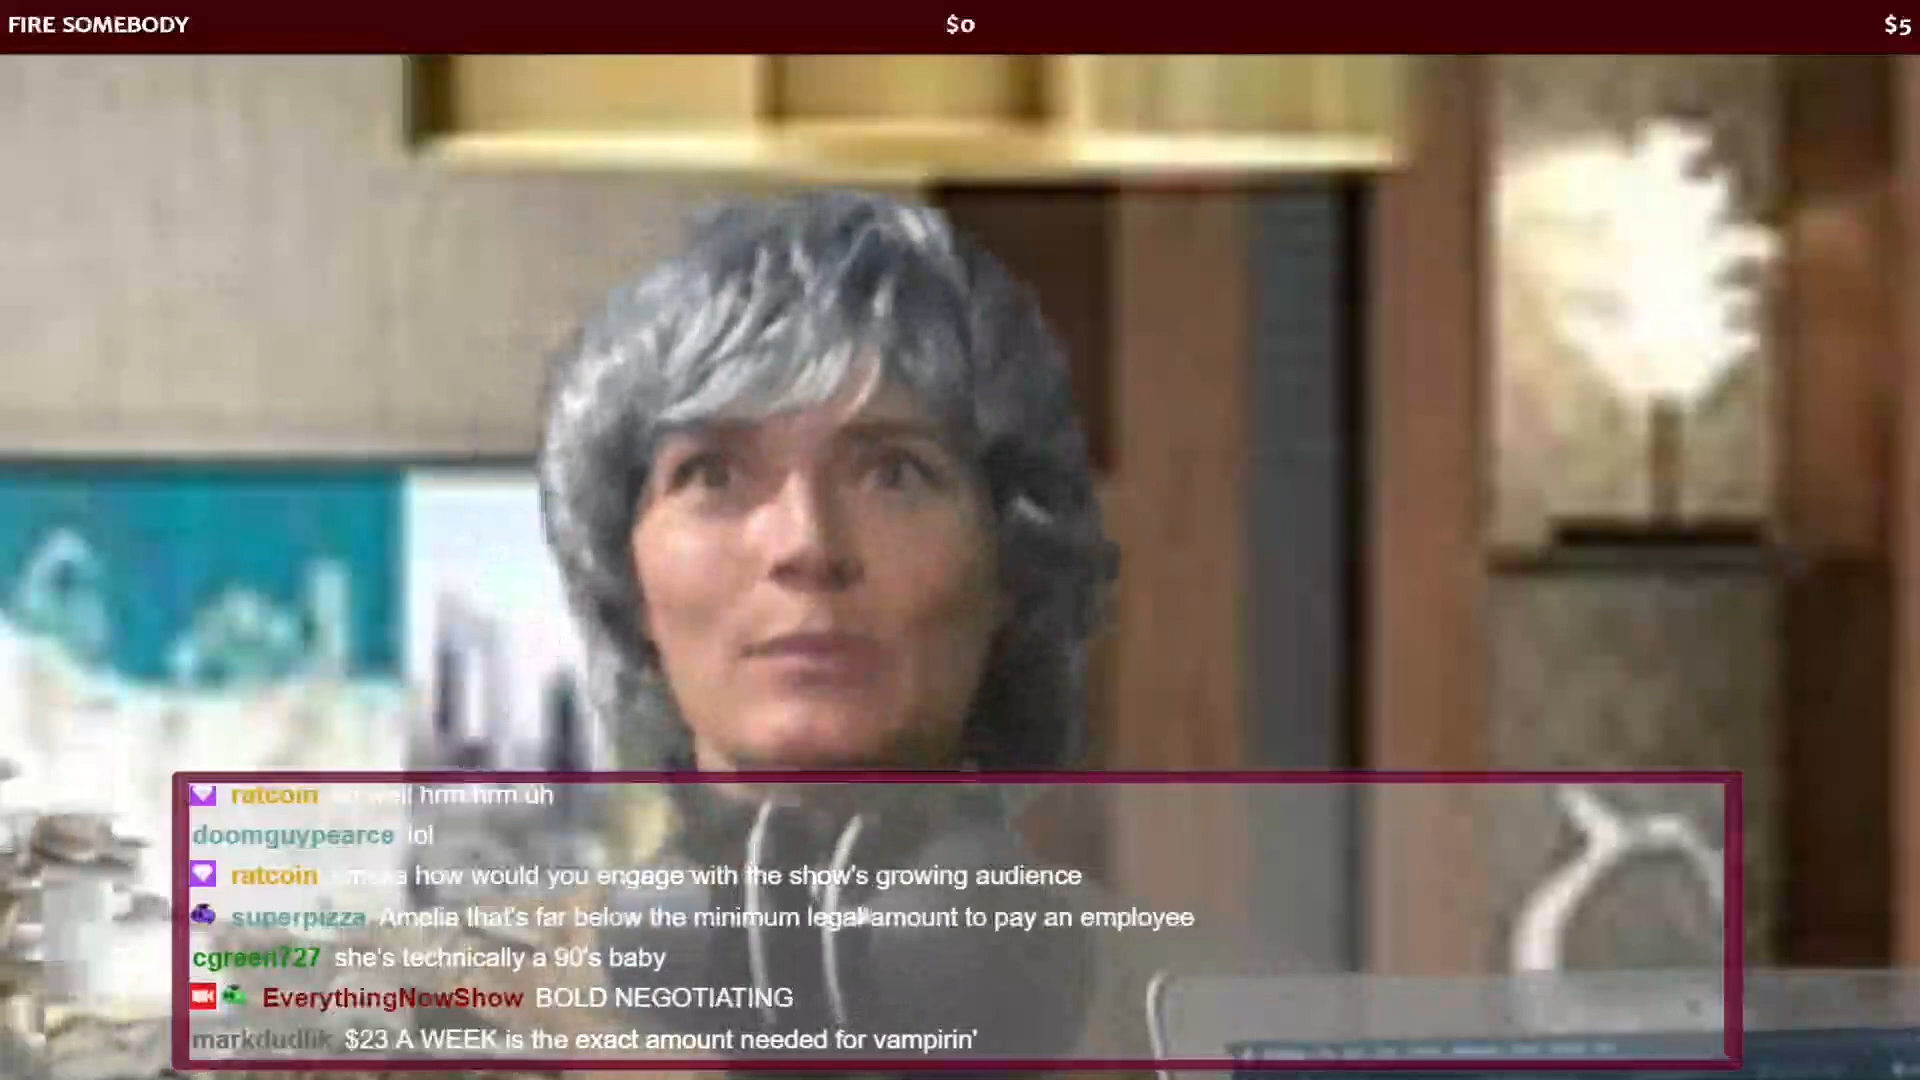 FIRE SOMEBODY $0 $5
ratcoin hrm hrm uh
doomguypearce lol
ratcoin how would you engage with the show's growing audience
superpizza Amelia that's far below the minimum legal amount to pay an employee
cgreen727 she's technically a 90's baby
EverythingNowShow BOLD NEGOTIATING
markdudlik $23 A WEEK is the exact amount needed for vampirin'